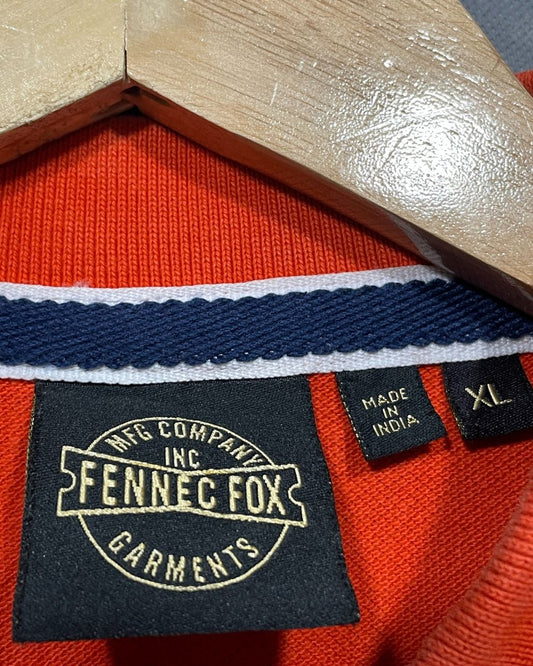 MFG COMPANY
INC
FENNEC FOX
GARMENTS
MADE
IN
INDIA
XL